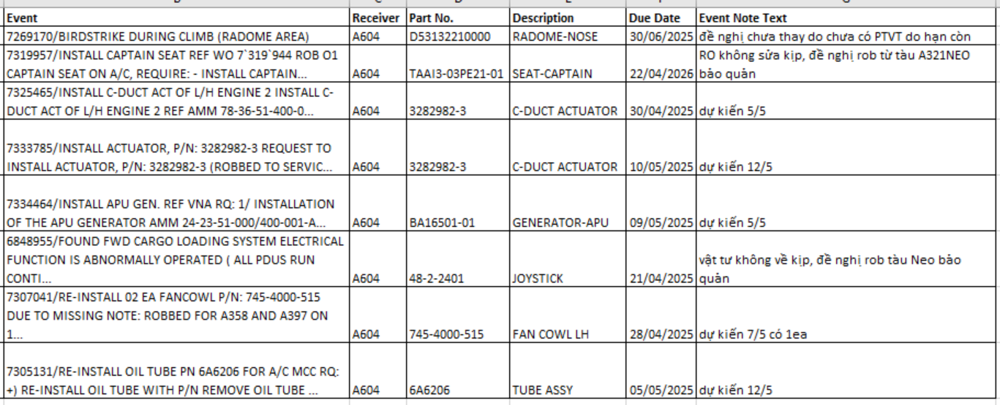 Event Receiver Part No. Description Due Date Event Note Text
7269170/BIRDSTRIKE DURING CLIMB (RADOME AREA) A604 D53132210000 RADOME-NOSE 30/06/2025 đề nghị chưa thay do chưa có PTVT do hạn còn
7319957/INSTALL CAPTAIN SEAT REF WO 7`319`944 ROB O1
CAPTAIN SEAT ON A/C, REQUIRE: - INSTALL CAPTAIN... A604 TAAI3-03PE21-01 SEAT-CAPTAIN 22/04/2026 RO không sửa kịp, đề nghị rob từ tàu A321NEO
bảo quản
7325465/INSTALL C-DUCT ACT OF L/H ENGINE 2 INSTALL C-
DUCT ACT OF L/H ENGINE 2 REF AMM 78-36-51-400-0... A604 3282982-3 C-DUCT ACTUATOR 30/04/2025 dự kiến 5/5
7333785/INSTALL ACTUATOR, P/N: 3282982-3 REQUEST TO
INSTALL ACTUATOR, P/N: 3282982-3 (ROBBED TO SERVIC... A604 3282982-3 C-DUCT ACTUATOR 10/05/2025 dự kiến 12/5
7334464/INSTALL APU GEN. REF VNA RQ: 1/ INSTALLATION
OF THE APU GENERATOR AMM 24-23-51-000/400-001-A... A604 BA16501-01 GENERATOR-APU 09/05/2025 dự kiến 5/5
6848955/FOUND FWD CARGO LOADING SYSTEM ELECTRICAL
FUNCTION IS ABNORMALLY OPERATED ( ALL PDUS RUN
CONTI... A604 48-2-2401 JOYSTICK 21/04/2025 vật tư không về kịp, đề nghị rob tàu Neo bảo
quản
7307041/RE-INSTALL 02 EA FANCOWL P/N: 745-4000-515
DUE TO MISSING NOTE: ROBBED FOR A358 AND A397 ON
1... A604 745-4000-515 FAN COWL LH 28/04/2025 dự kiến 7/5 có 1ea
7305131/RE-INSTALL OIL TUBE PN 6A6206 FOR A/C MCC RQ:
+) RE-INSTALL OIL TUBE WITH P/N REMOVE OIL TUBE ... A604 6A6206 TUBE ASSY 05/05/2025 dự kiến 12/5